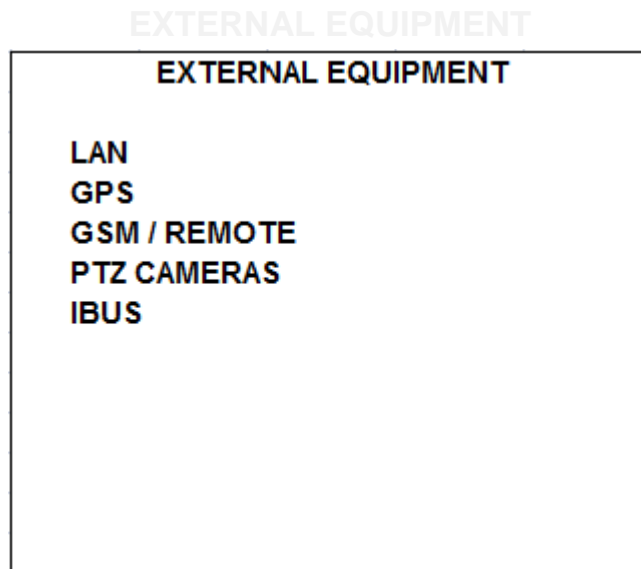 EXTERNAL EQUIPMENT
EXTERNAL EQUIPMENT
LAN
GPS
GSM / REMOTE
PTZ CAMERAS
IBUS